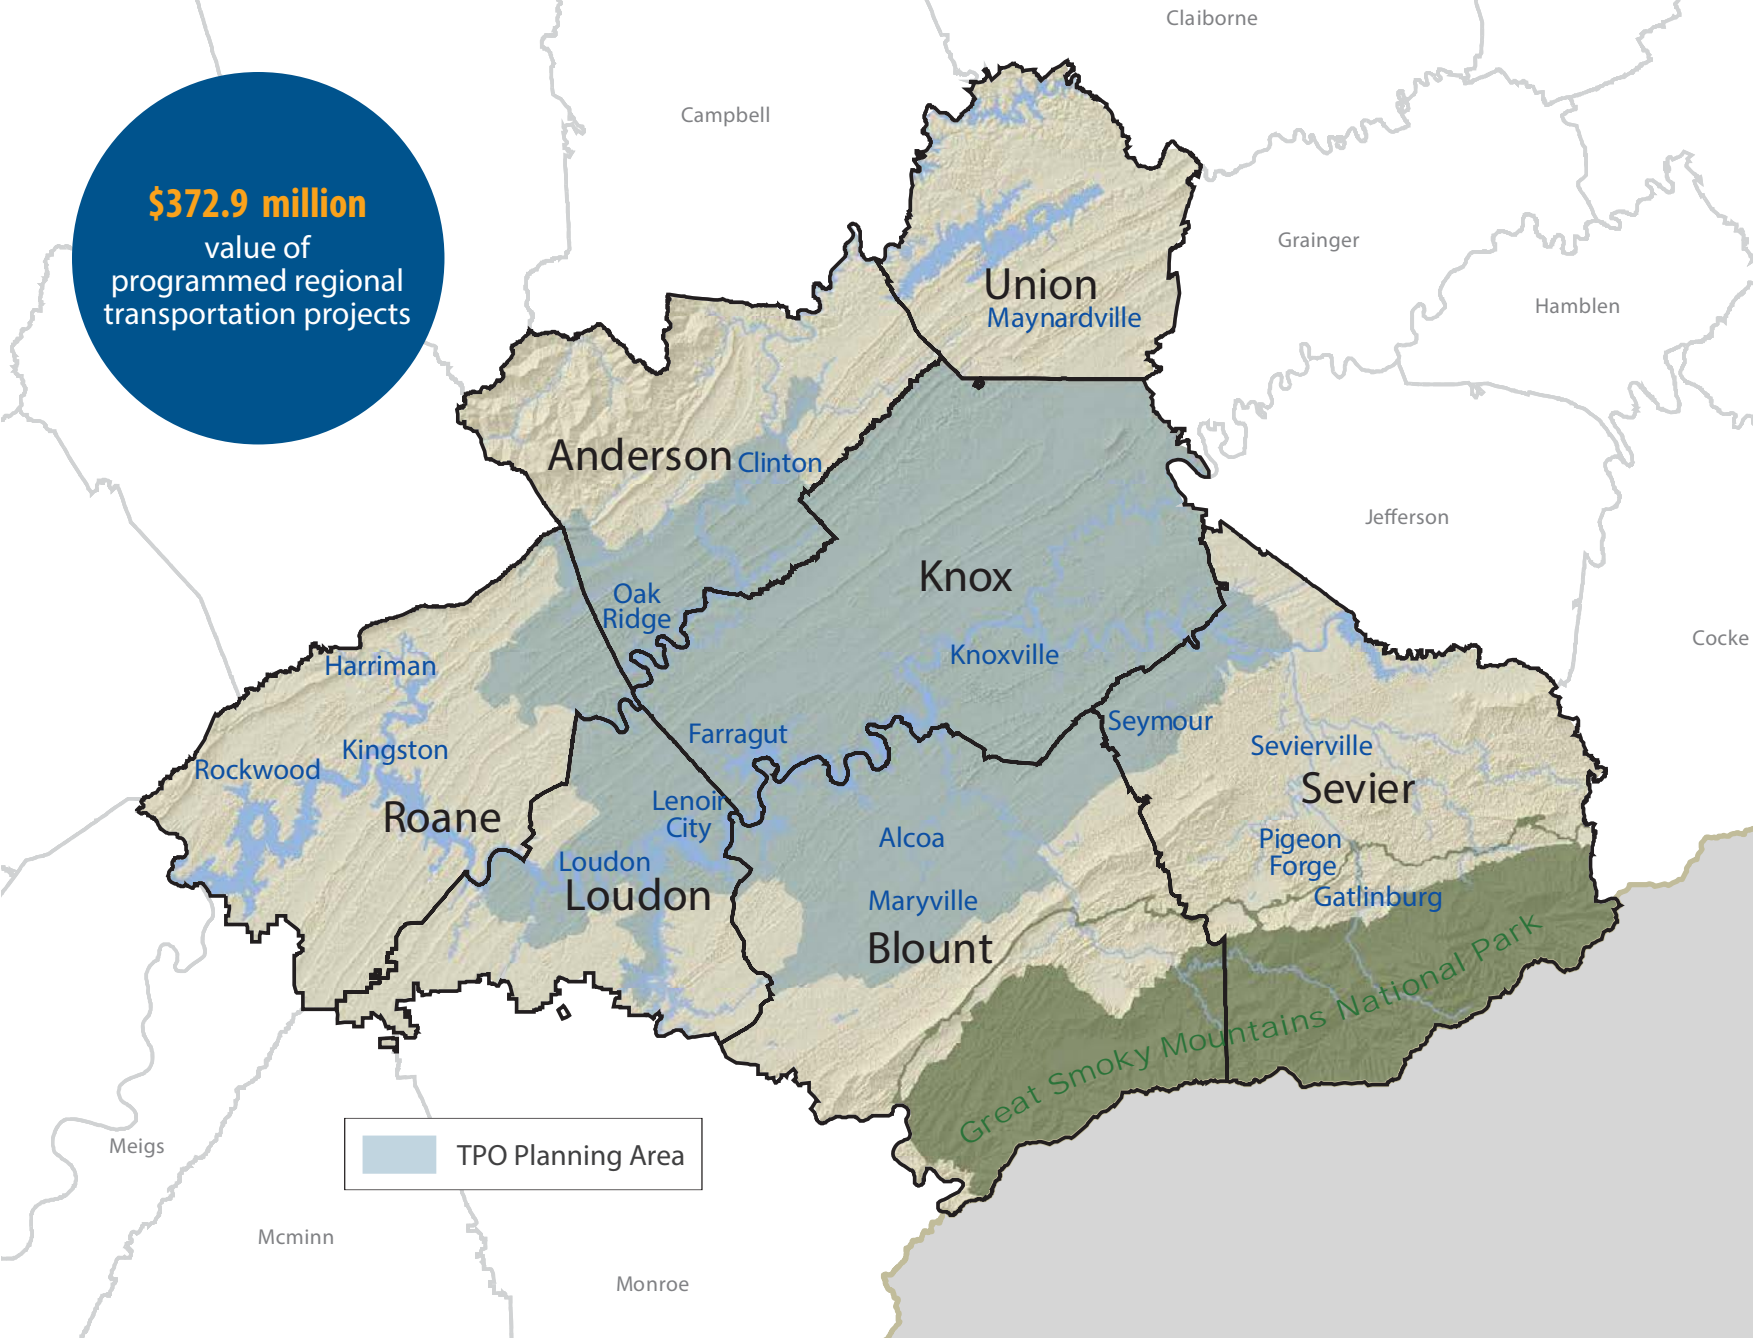 Claiborne
Campbell
$372.9 million
value of
programmed regional
transportation projects
Grainger
Union
Maynardville
Hamblen
Anderson
Clinton
Jefferson
Knox
Oak
Ridge
Knoxville
Cocke
Harriman
Seymour
Farragut
Sevierville
Kingston
Rockwood
Sevier
Lenoir
City
Roane
Alcoa
Pigeon
Forge
Loudon
Loudon
Gatlinburg
Maryville
Blount
Great Smoky Mountains National Park
Meigs
TPO Planning Area
Mcminn
Monroe